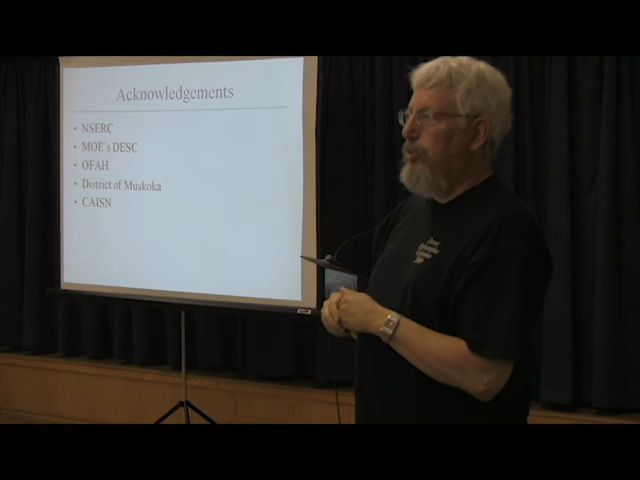 Acknowledgements
• NSERC
• MOE's DESC
• OFAH
• District of Muskoka
• CAISN